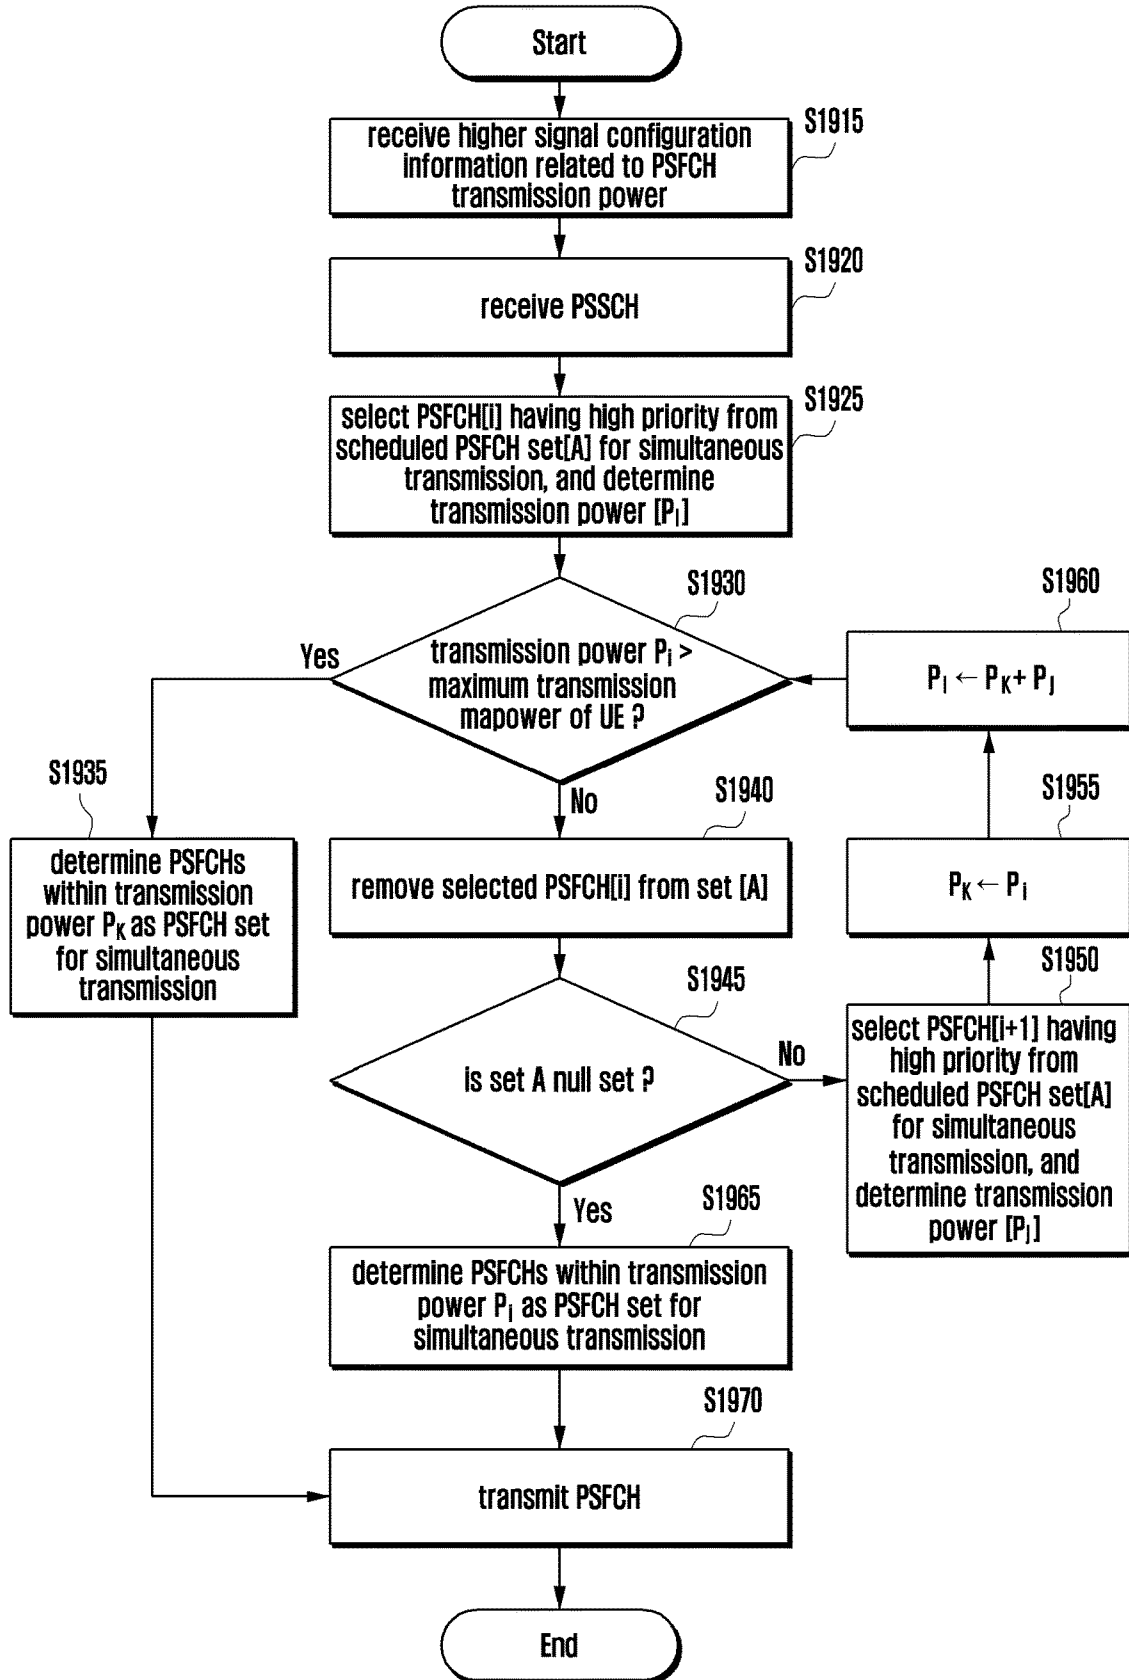 Start
S1915
receive higher signal configuration
information related to PSFCH
transmission power
S1920
receive PSSCH
S1925
select PSFCH[i] having high priority from
scheduled PSFCH set[A] for simultaneous
transmission, and determine
transmission power [Pi]
S1930
transmission power Pi >
maximum transmission
mapower of UE ?
Yes
No
S1960
Pi ← PK + Pj
S1955
PK ← Pi
S1935
determine PSFCHs
within transmission
power PK as PSFCH set
for simultaneous
transmission
S1940
remove selected PSFCH[i] from set [A]
S1945
is set A null set ?
No
Yes
S1950
select PSFCH[i+1] having
high priority from
scheduled PSFCH set[A]
for simultaneous
transmission, and
determine transmission
power [Pj]
S1965
determine PSFCHs within transmission
power Pi as PSFCH set for
simultaneous transmission
S1970
transmit PSFCH
End